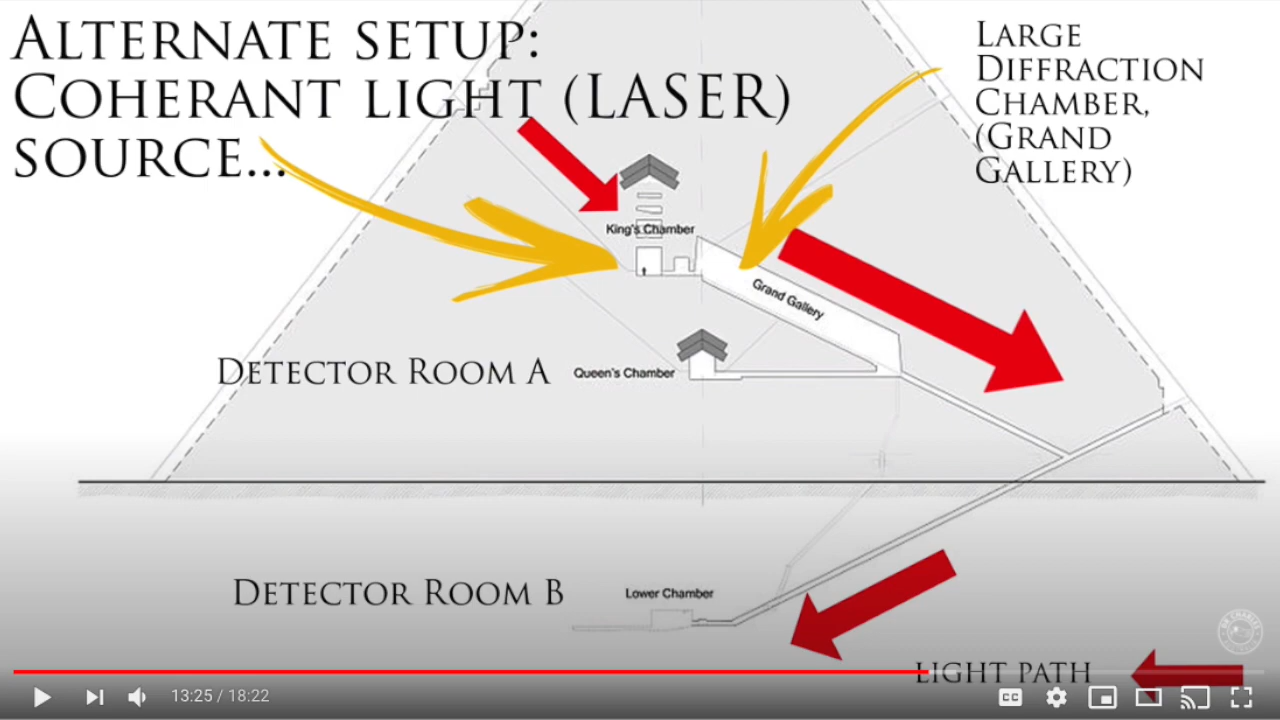 ALTERNATE SETUP:
COHERANT LIGHT (LASER)
SOURCE...
LARGE
DIFFRACTION
CHAMBER,
(GRAND
GALLERY)
King's Chamber
Grand Gallery
DETECTOR ROOM A
Queen's Chamber
DETECTOR ROOM B
Lower Chamber
LIGHT PATH
13:25 / 18:22
CC